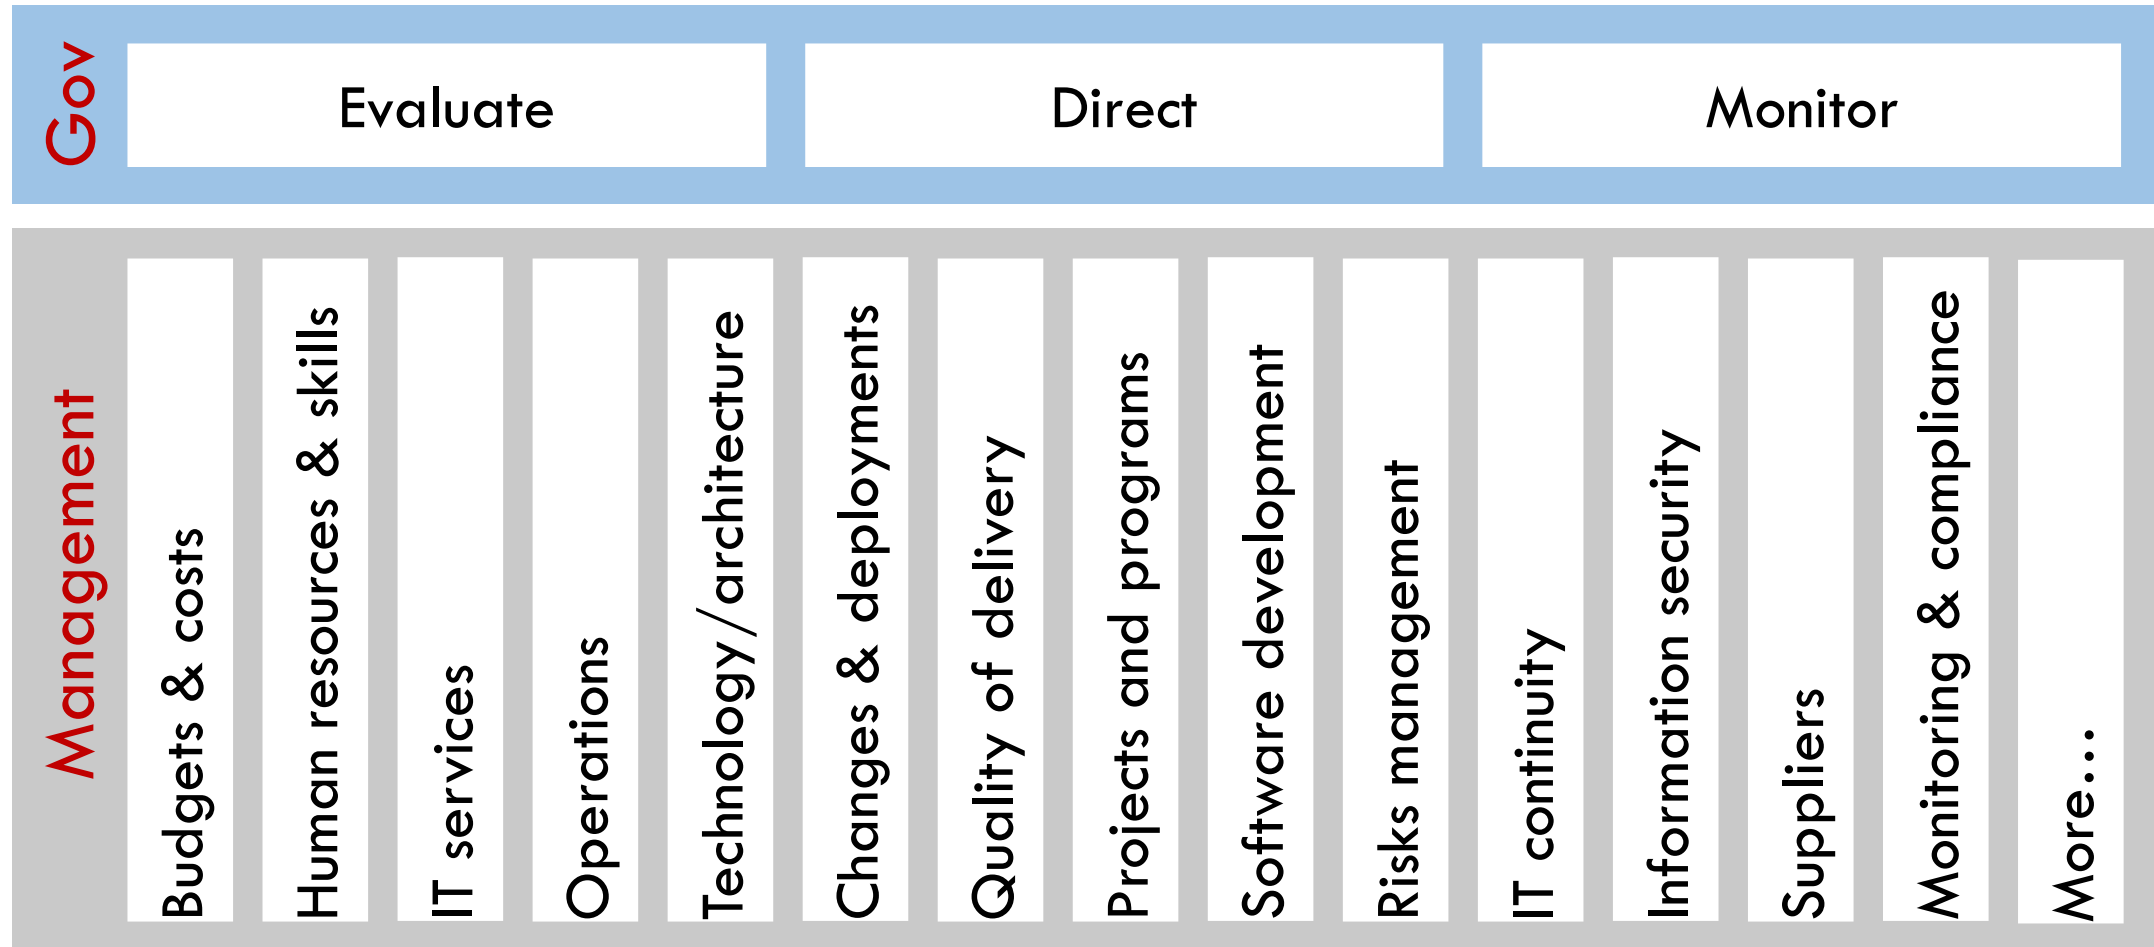 Gov
Evaluate
Direct
Monitor
Management
Budgets & costs
Human resources & skills
IT services
Operations
Technology/architecture
Changes & deployments
Quality of delivery
Projects and programs
Software development
Risks management
IT continuity
Information security
Suppliers
Monitoring & compliance
More...